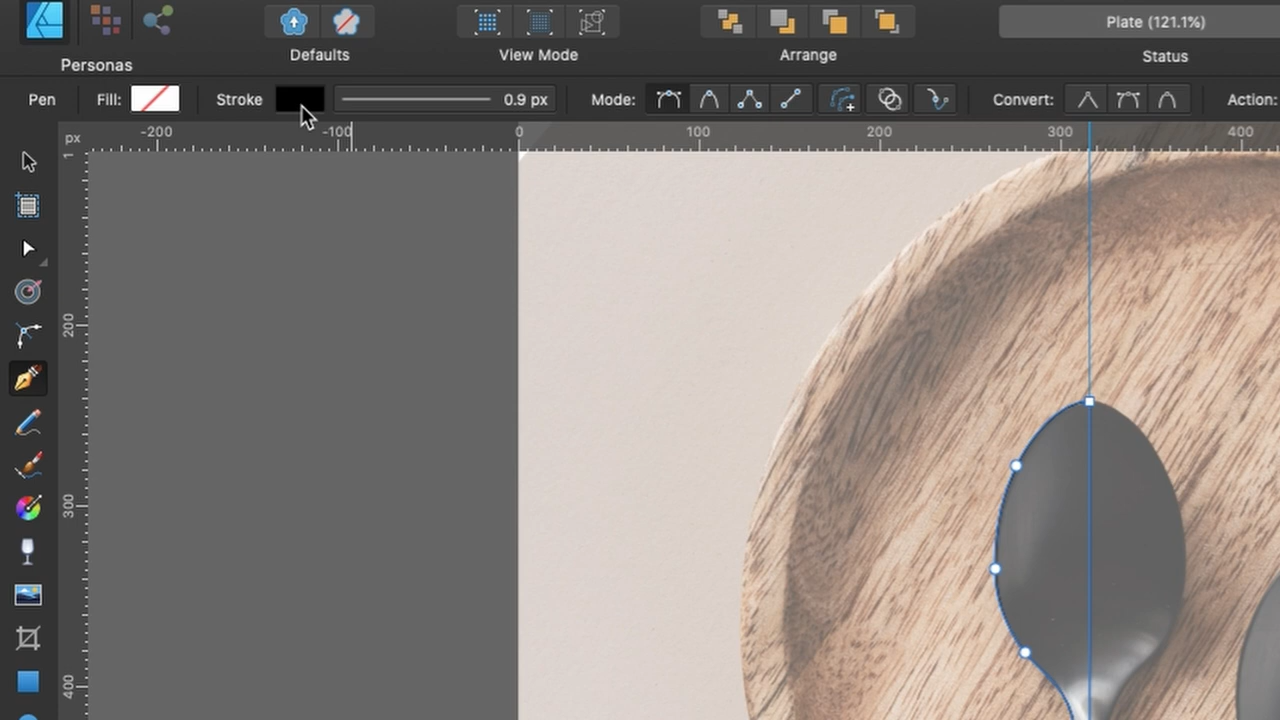 Plate (121.1%)
Personas
Defaults
View Mode
Arrange
Status
Pen
Fill:
Stroke
0.9 px
Mode:
Convert:
Action:
px
-200
-100
0
100
200
300
400
1
200
300
400